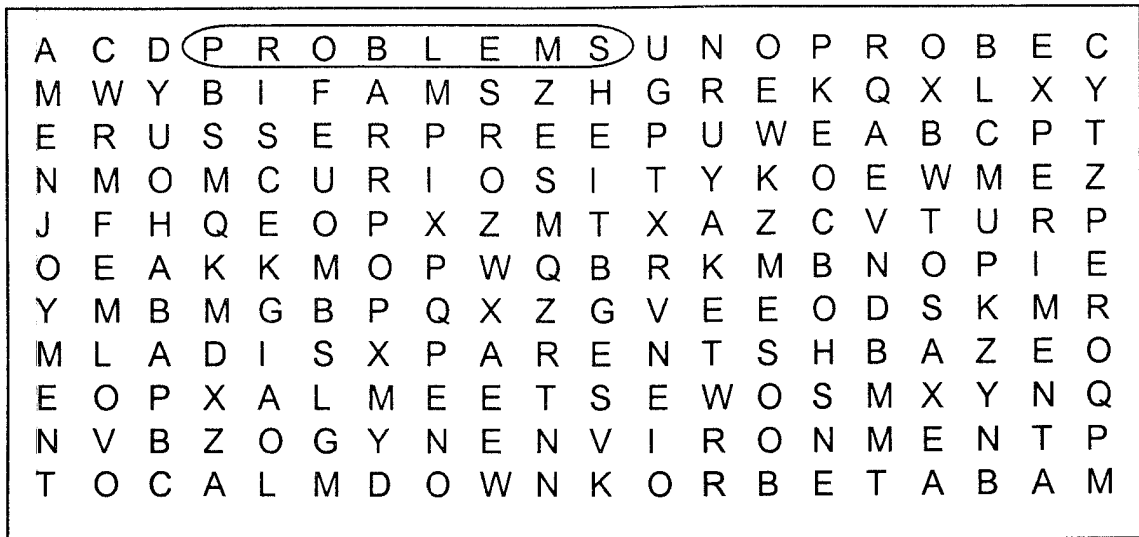 A C D P R O B L E M S U N O P R O B E C
M W Y B I F A M S Z H G R E K Q X L X Y
E R U S S E R P R E E P U W E A B C P T
N M O M C U R I O S I T Y K O E W M E Z
J F H Q E O P X Z M T X A Z C V T U R P
O E A K K M O P W Q B R K M B N O P I E
Y M B M G B P Q X Z G V E E O D S K M R
M L A D I S X P A R E N T S H B A Z E O
E O P X A L M E E T S E W O S M X Y N Q
N V B Z O G Y N E N V I R O N M E N T P
T O C A L M D O W N K O R B E T A B A M